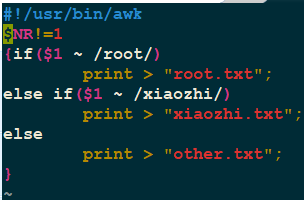 #!/usr/bin/awk
$NR!=1
{if($1 ~ /root/)
        print > "root.txt";
else if($1 ~ /xiaozhi/)
        print > "xiaozhi.txt";
else
        print > "other.txt";
}
~